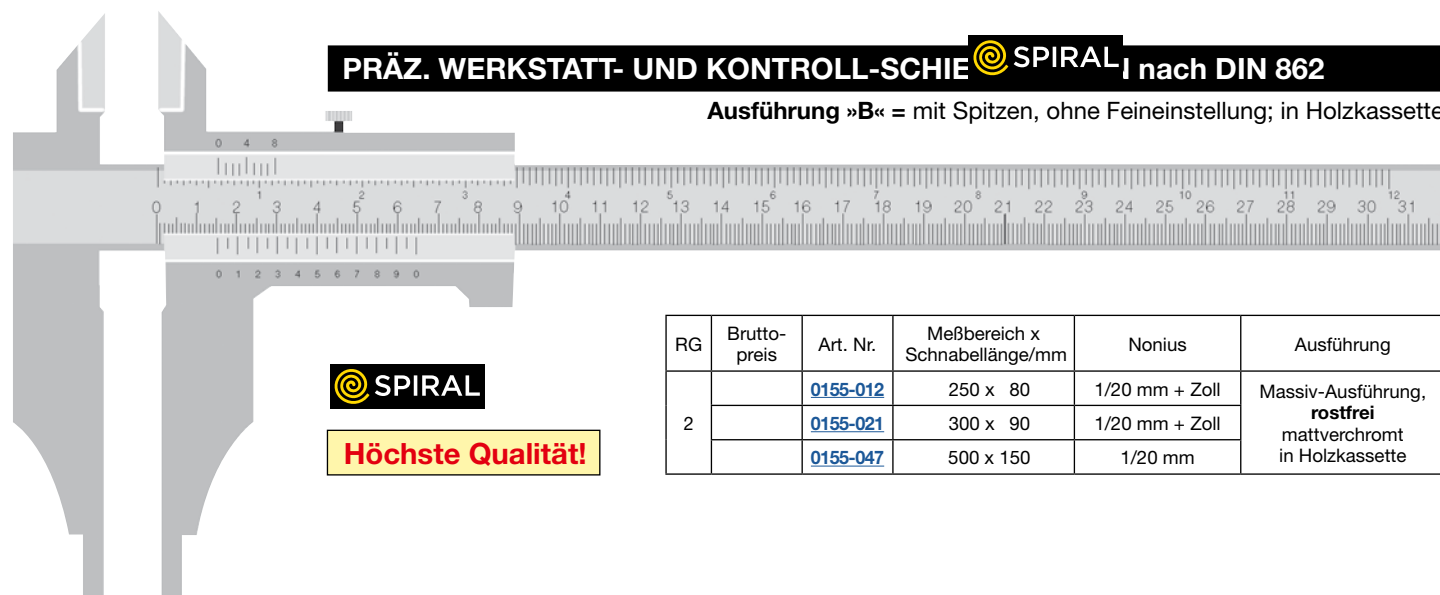 PRÄZ. WERKSTATT- UND KONTROLL-SCHIE SPIRAL N nach DIN 862
Ausführung »B« = mit Spitzen, ohne Feineinstellung; in Holzkassette
0 4 8
1 2 3 4 5 6 7 8 9 10 11 12
0 1 2 3 4 5 6 7 8 9 10 11 12 13 14 15 16 17 18 19 20 21 22 23 24 25 26 27 28 29 30 31
0 1 2 3 4 5 6 7 8 9 0
SPIRAL
Höchste Qualität!
RG Brutto-preis Art. Nr. Meßbereich x Schnabellänge/mm Nonius Ausführung
2
0155-012 250 x 80 1/20 mm + Zoll
0155-021 300 x 90 1/20 mm + Zoll
0155-047 500 x 150 1/20 mm
Massiv-Ausführung,
rostfrei
mattverchromt
in Holzkassette